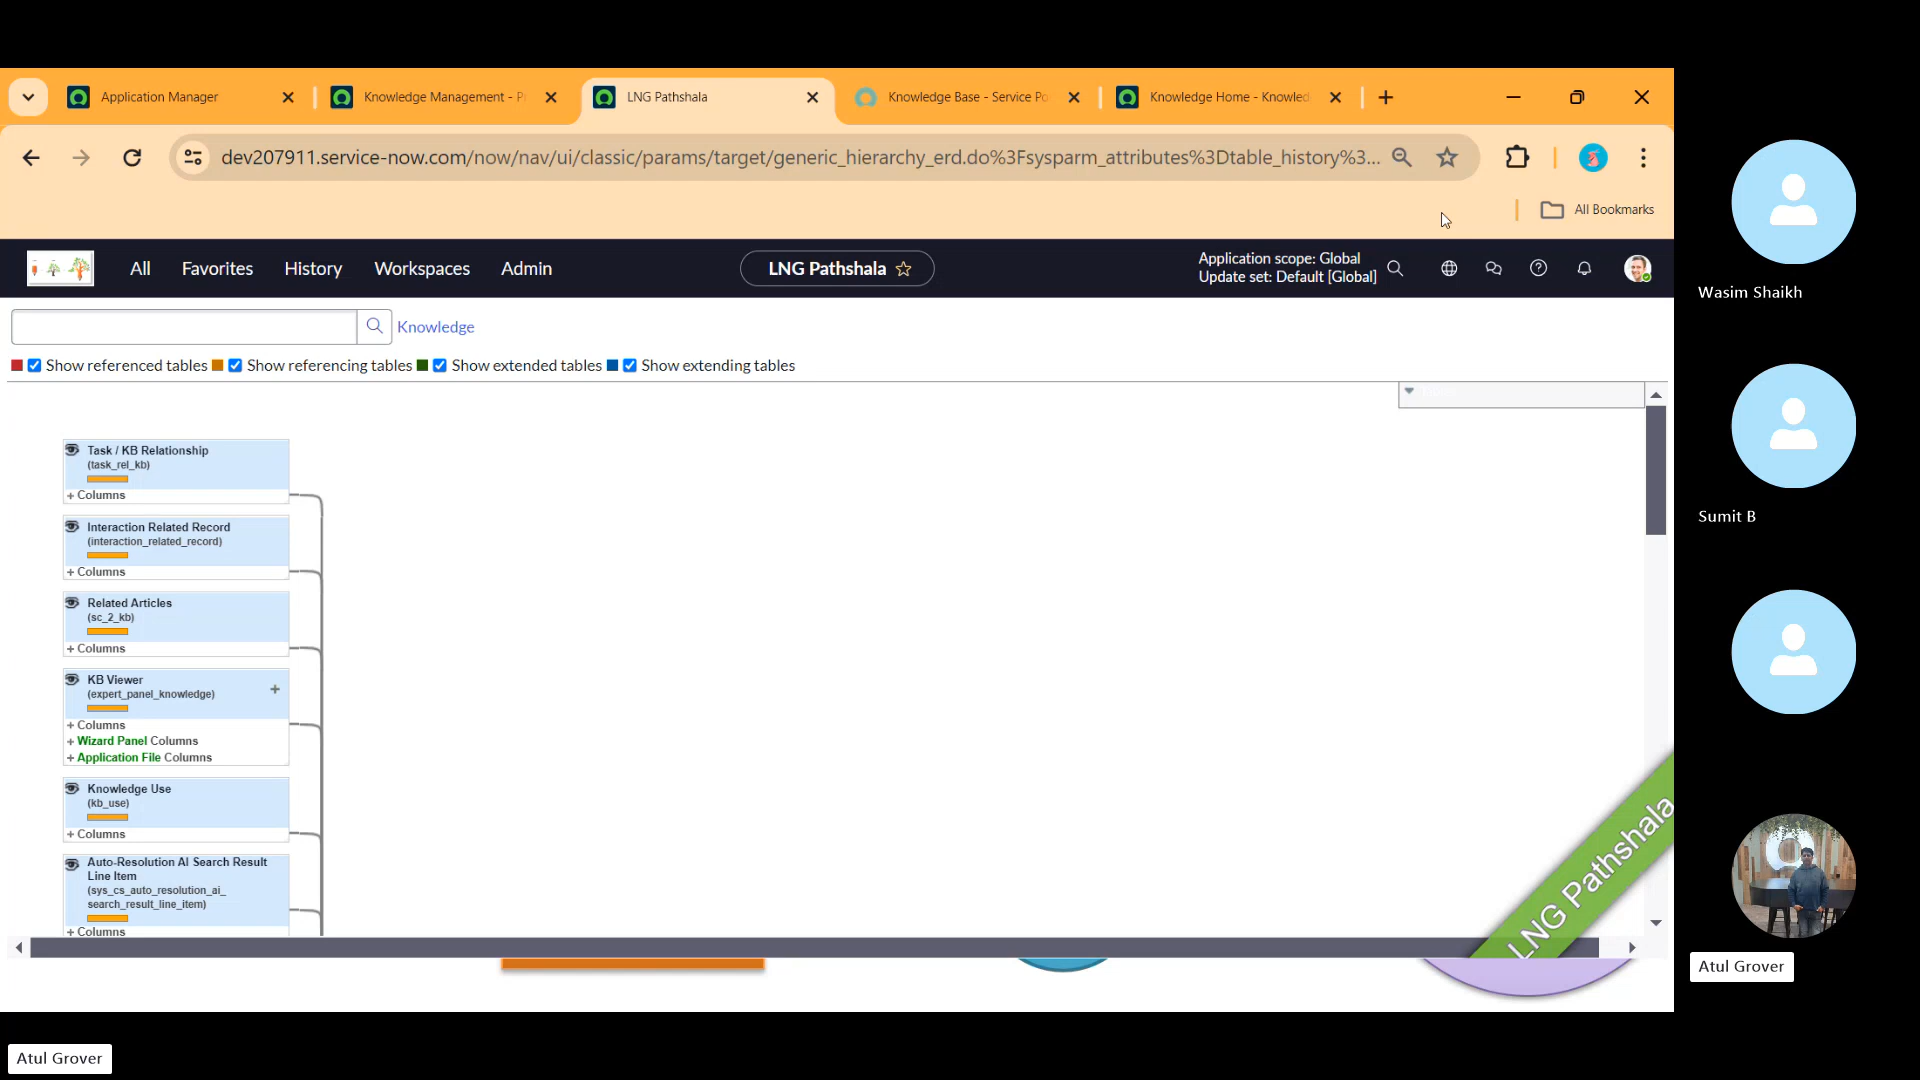 Application Manager
Knowledge Management - P
LNG Pathshala
Knowledge Base - Service Po
Knowledge Home - Knowled
dev207911.service-now.com/now/nav/ui/classic/params/target/generic_hierarchy_erd.do%3Fsysparm_attributes%3Dtable_history%3...
All Bookmarks
All
Favorites
History
Workspaces
Admin
LNG Pathshala
Application scope: Global
Update set: Default [Global]
Knowledge
Show referenced tables
Show referencing tables
Show extended tables
Show extending tables
Task / KB Relationship
(task_rel_kb)
+ Columns
Interaction Related Record
(interaction_related_record)
+ Columns
Related Articles
(sc_2_kb)
+ Columns
KB Viewer
(expert_panel_knowledge)
+ Columns
+ Wizard Panel Columns
+ Application File Columns
Knowledge Use
(kb_use)
+ Columns
Auto-Resolution AI Search Result
Line Item
(sys_cs_auto_resolution_ai_
search_result_line_item)
+ Columns
LNG Pathshala
Wasim Shaikh
Sumit B
Atul Grover
Atul Grover